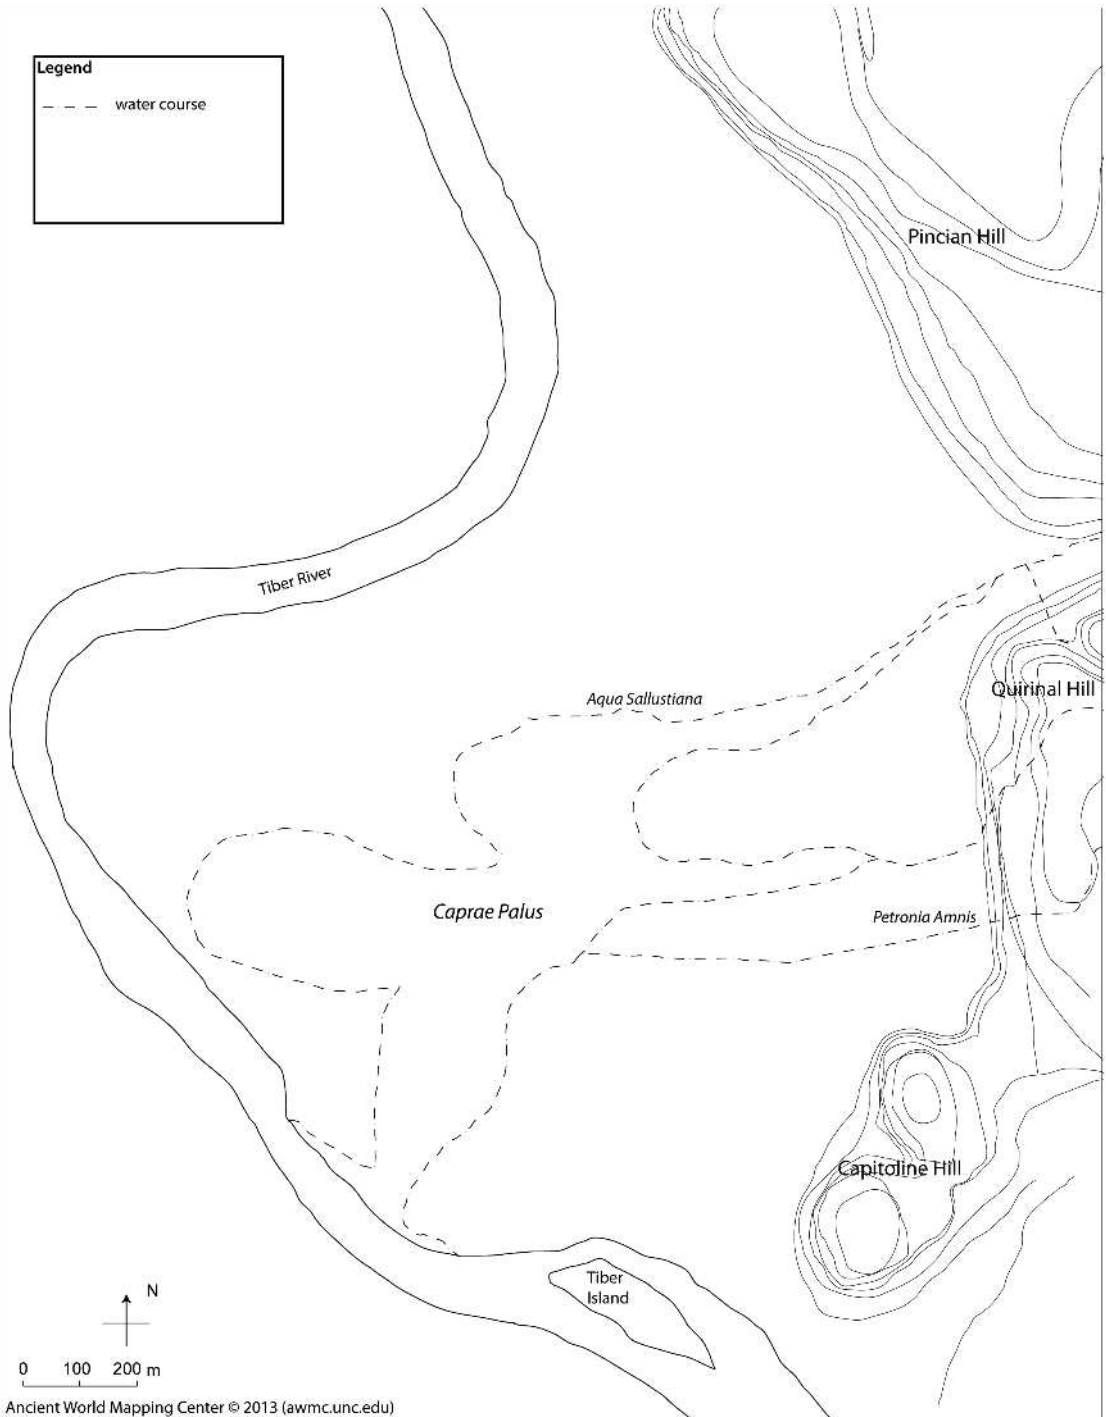 Legend
water course
Pincian Hill
Tiber River
Aqua Sallustiana
Quirinal Hill
Caprae Palus
Petronia Amnis
Capitoline Hill
Tiber
Island
N
0 100 200 m
Ancient World Mapping Center © 2013 (awmc.unc.edu)